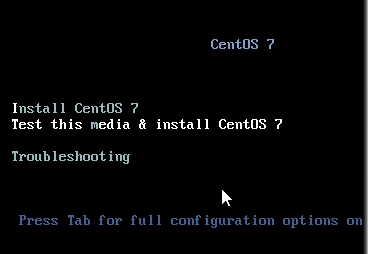 CentOS 7
Install CentOS 7
Test this media & install CentOS 7
Troubleshooting
Press Tab for full configuration options on